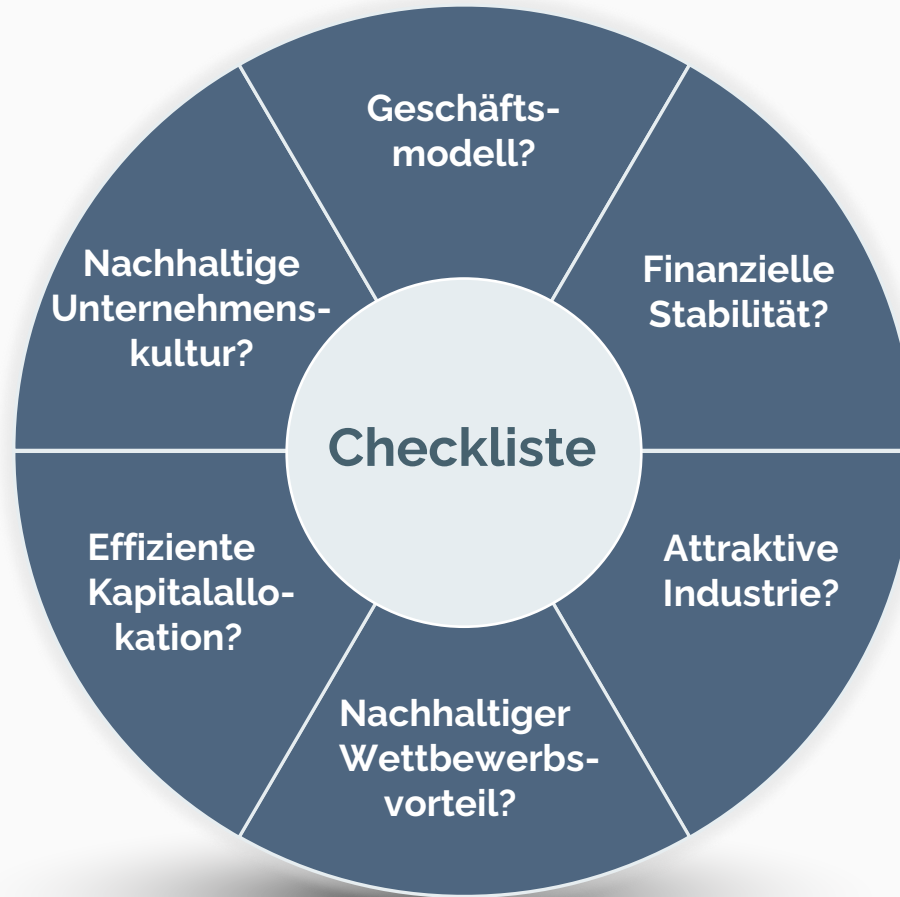 Geschäfts-
modell?
Finanzielle
Stabilität?
Attraktive
Industrie?
Nachhaltiger
Wettbewerbs-
vorteil?
Effiziente
Kapitalallo-
kation?
Nachhaltige
Unternehmens-
kultur?
Checkliste